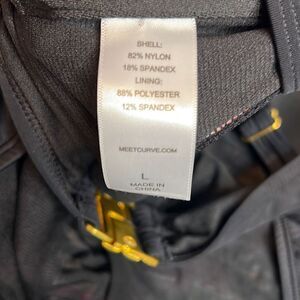 SHELL:
82% NYLON
18% SPANDEX
LINING:
88% POLYESTER
12% SPANDEX
MEETCURVE.COM
L
MADE IN
CHINA